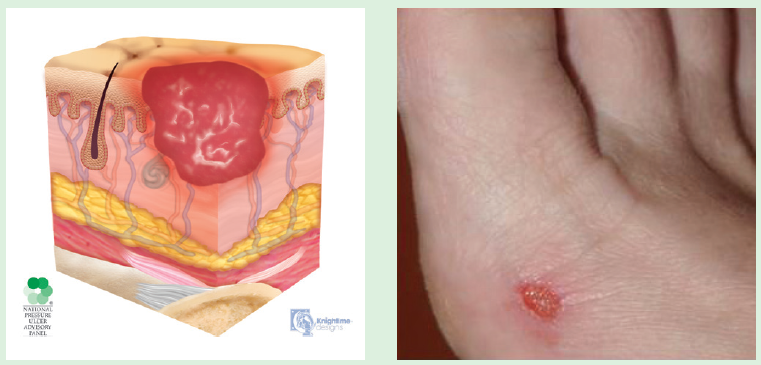 NATIONAL
PRESSURE
ULCER
ADVISORY
PANEL
Knightime
designs